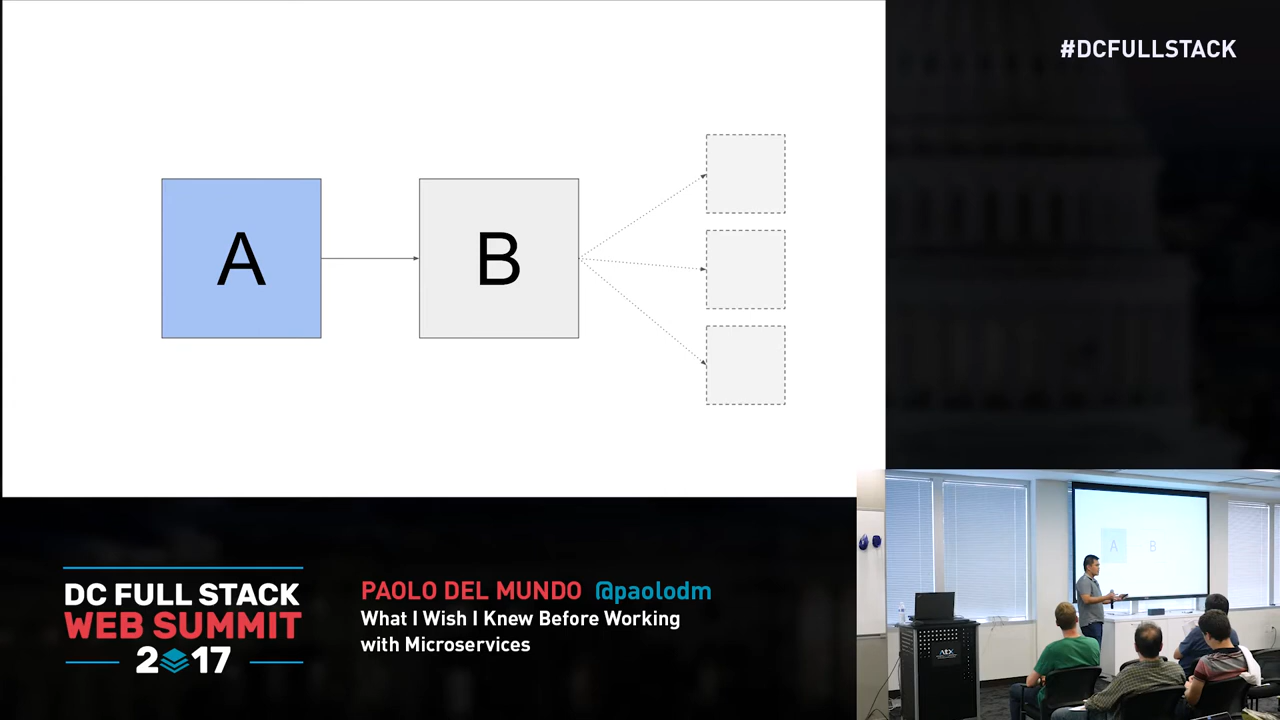 #DCFULLSTACK
A
B
A
B
DC FULL STACK
WEB SUMMIT
2017
PAOLO DEL MUNDO @paolodm
What I Wish I Knew Before Working
with Microservices